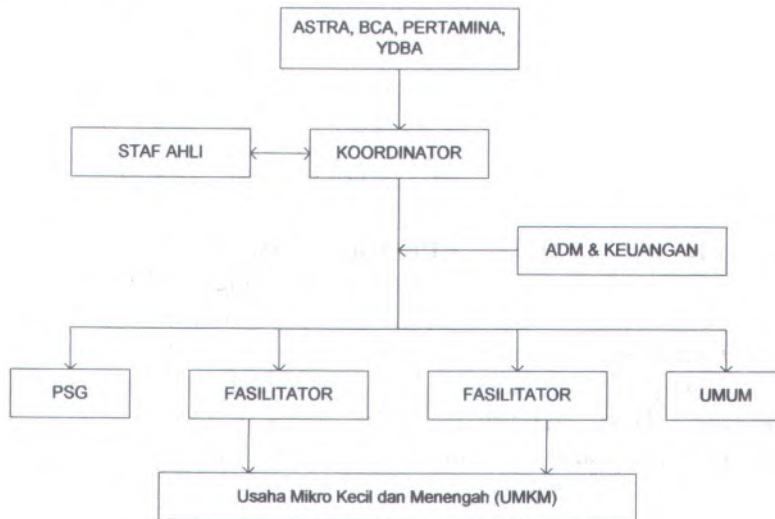 ASTRA, BCA, PERTAMINA,
YDBA
STAF AHLI
KOORDINATOR
ADM & KEUANGAN
PSG
FASILITATOR
FASILITATOR
UMUM
Usaha Mikro Kecil dan Menengah (UMKM)